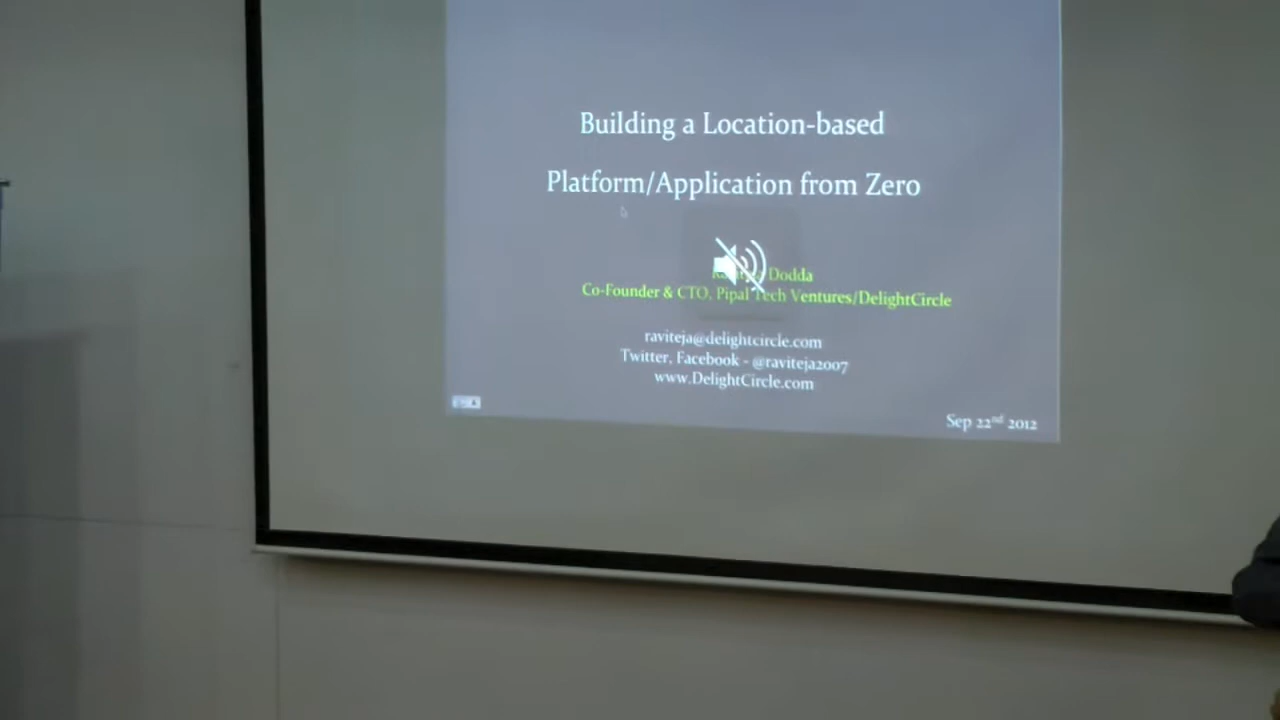 Building a Location-based
Platform/Application from Zero
Dodda
Co-Founder & CTO, Pipal Tech Ventures/DelightCircle
raviteja@delightcircle.com
Twitter, Facebook - @raviteja2007
www.DelightCircle.com
Sep 22nd 2012